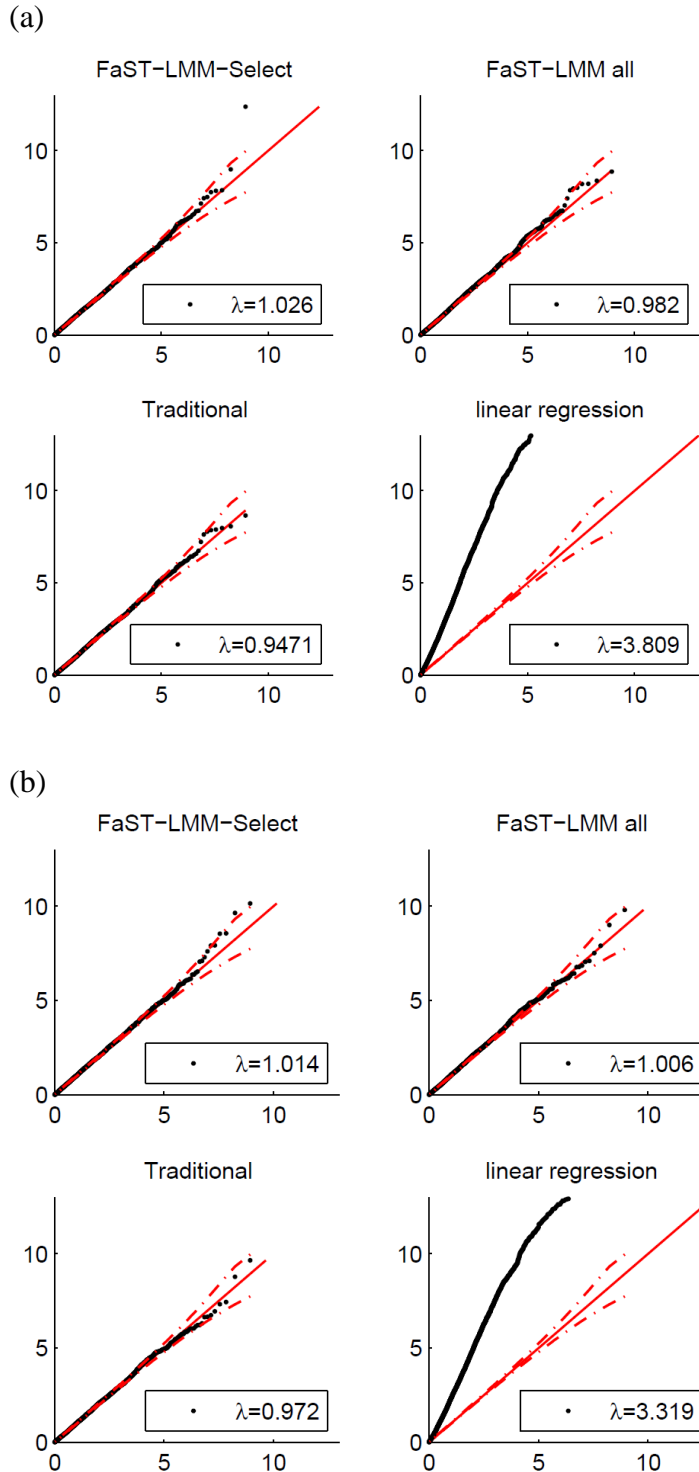 (a)
FaST-LMM-Select
FaST-LMM all
10
5
0
λ=1.026
0 5 10
10
5
0
λ=0.982
0 5 10
Traditional
linear regression
10
5
0
λ=0.9471
0 5 10
10
5
0
λ=3.809
0 5 10
(b)
FaST-LMM-Select
FaST-LMM all
10
5
0
λ=1.014
0 5 10
10
5
0
λ=1.006
0 5 10
Traditional
linear regression
10
5
0
λ=0.972
0 5 10
10
5
0
λ=3.319
0 5 10